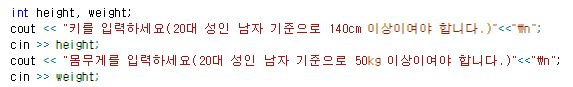 int height, weight;
cout << "키를 입력하세요(20대 성인 남자 기준으로 140cm 이상이여야 합니다.)"<<"₩n";
cin >> height;
cout << "몸무게를 입력하세요(20대 성인 남자 기준으로 50kg 이상이여야 합니다.)"<<"₩n";
cin >> weight;